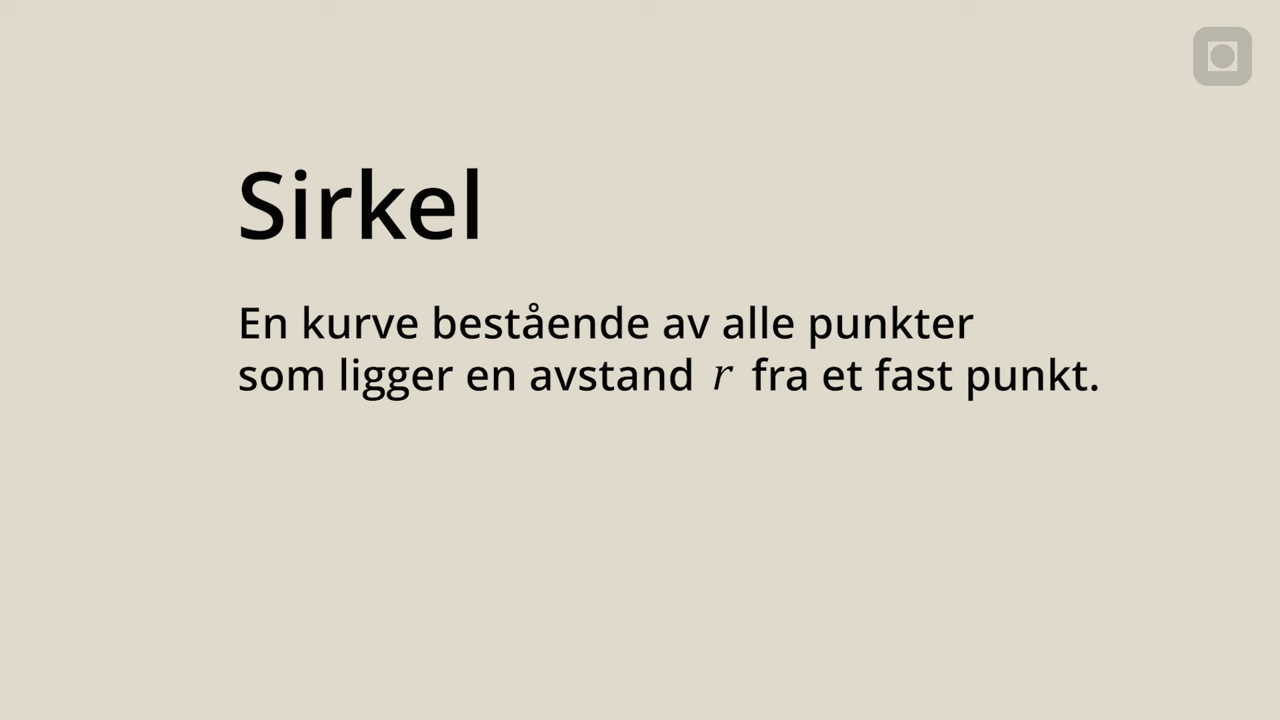 Sirkel
En kurve bestående av alle punkter
som ligger en avstand r fra et fast punkt.